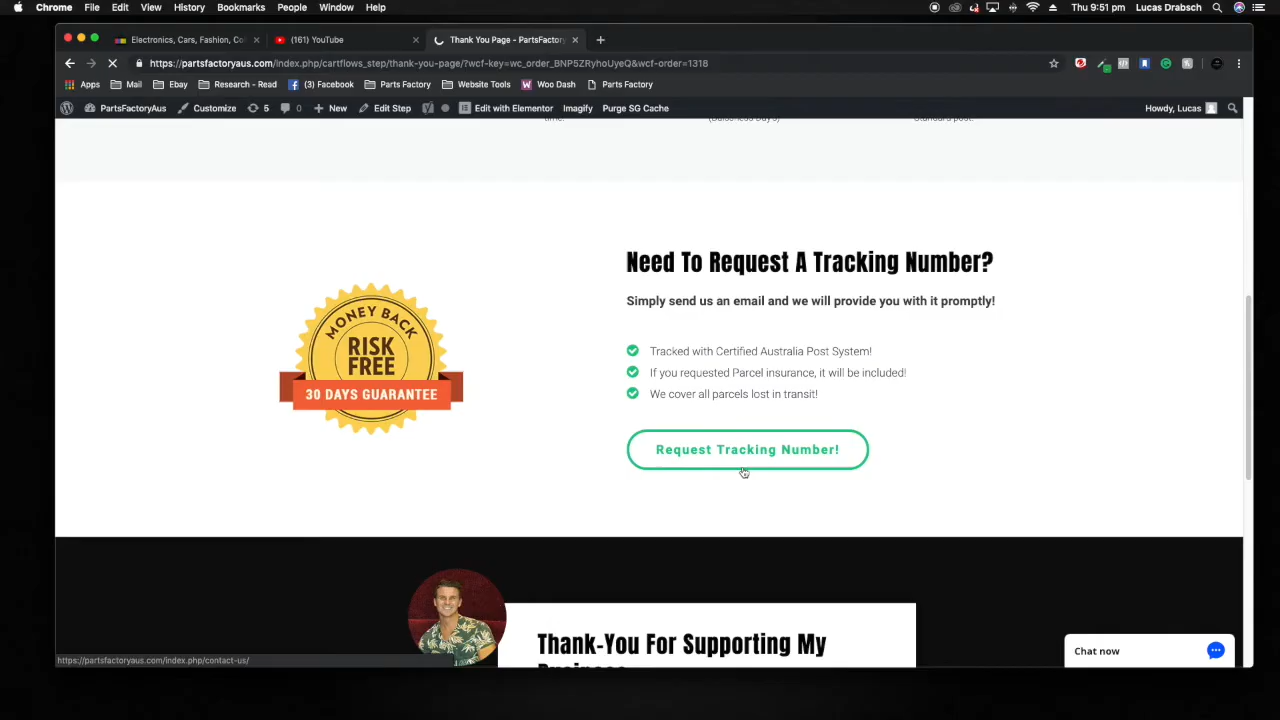 Chrome File Edit View History Bookmarks People Window Help Thu 9:51 pm Lucas Drabsch
Electronics, Cars, Fashion, Co (161) YouTube Thank You Page - PartsFactory
https://partsfactoryaus.com/index.php/cartflows_step/thank-you-page/?wcf-key=wc_order_BNP5ZRyhoUyeQ&wcf-order=1318
Apps Mail Ebay Research - Read (3) Facebook Parts Factory Website Tools Woo Dash Parts Factory
PartsFactoryAus Customize 5 0 New Edit Step Edit with Elementor Imagify Purge SG Cache Howdy, Lucas
time. (Buisness Days) Standard post.
Need To Request A Tracking Number?
Simply send us an email and we will provide you with it promptly!
MONEY BACK
RISK
FREE
30 DAYS GUARANTEE
Tracked with Certified Australia Post System!
If you requested Parcel insurance, it will be included!
We cover all parcels lost in transit!
Request Tracking Number!
Thank-You For Supporting My
Business
Chat now
https://partsfactoryaus.com/index.php/contact-us/